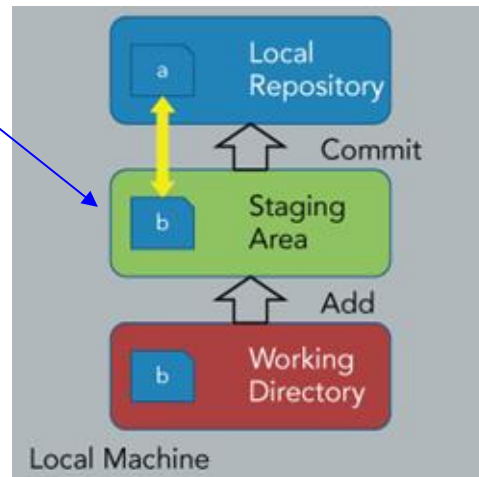 a
Local
Repository
Commit
b
Staging
Area
Add
b
Working
Directory
Local Machine